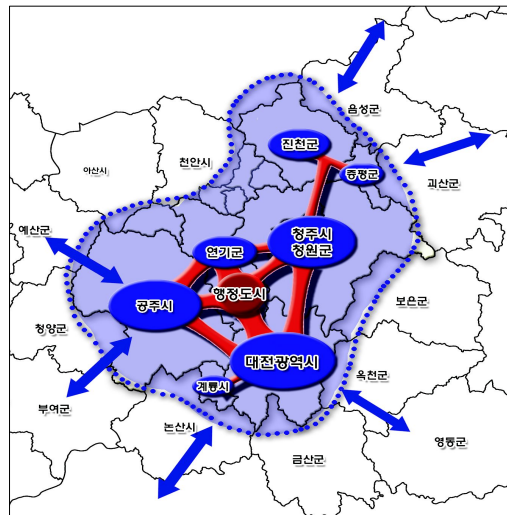 음성군
진천군
천안시
증평군
아산시
괴산군
예산군
청주시
청원군
연기군
행정도시
공주시
보은군
청양군
대전광역시
옥천군
계룡시
부여군
논산시
영동군
금산군